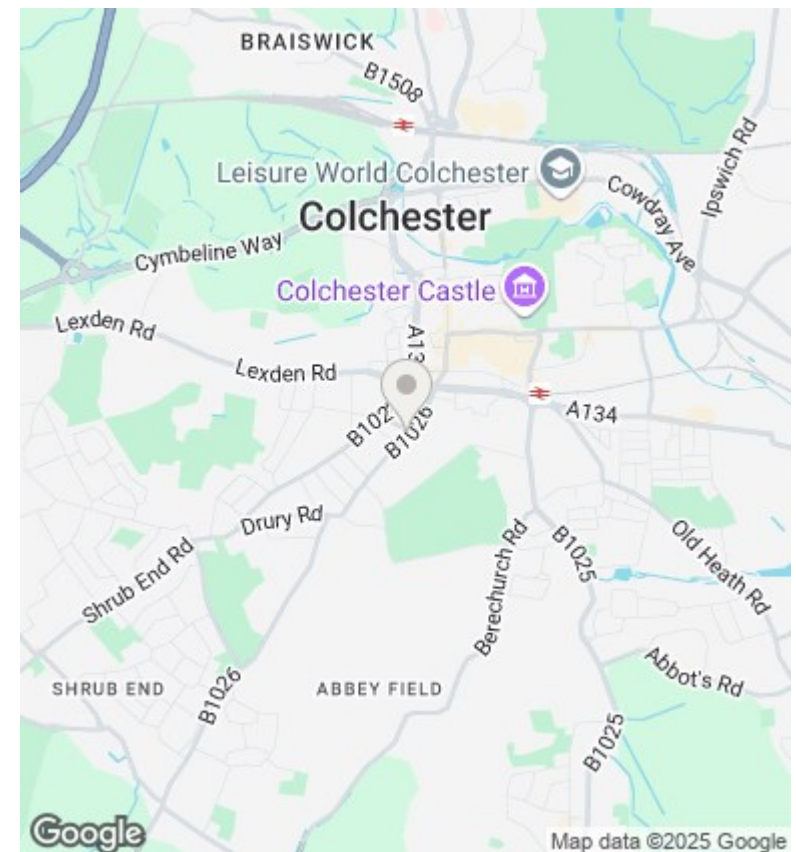 BRAISWICK
B1508
Ipswich Rd
Leisure World Colchester
Cowdray Ave
Colchester
Cymbeline Way
Colchester Castle
Lexden Rd
A13
Lexden Rd
B102
B1026
A134
Drury Rd
Shrub End Rd
Berechurch Rd
B1025
Old Heath Rd
Abbot's Rd
SHRUB END
B1026
ABBEY FIELD
B1025
Google
Map data ©2025 Google